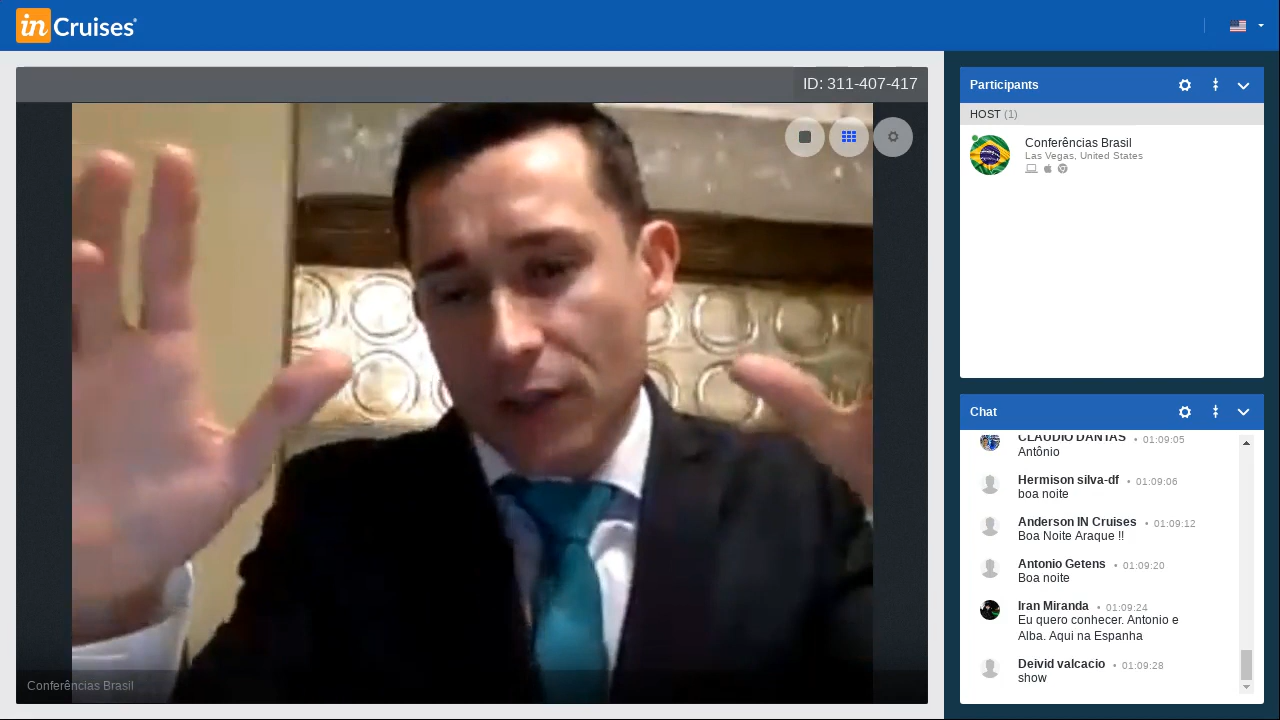 in Cruises®
ID: 311-407-417
Conferências Brasil
Participants
HOST (1)
Conferências Brasil
Las Vegas, United States
Chat
CLAUDIO DANTAS • 01:09:05
Antônio
Hermison silva-df • 01:09:06
boa noite
Anderson IN Cruises • 01:09:12
Boa Noite Araque !!
Antonio Getens • 01:09:20
Boa noite
Iran Miranda • 01:09:24
Eu quero conhecer. Antonio e
Alba. Aqui na Espanha
Deivid valcacio • 01:09:28
show